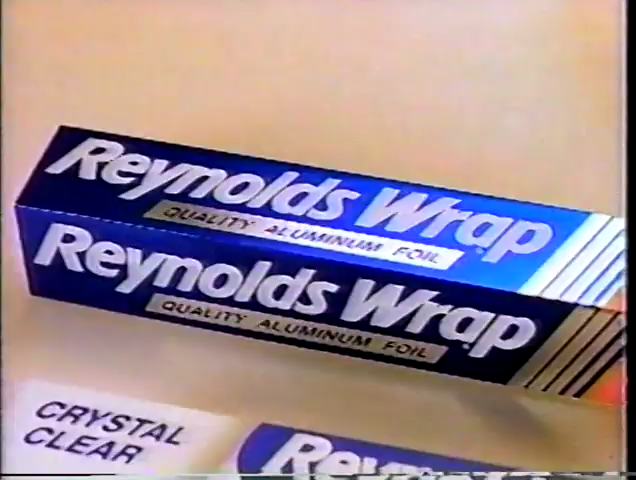 Reynolds Wrap
QUALITY ALUMINUM FOIL
Reynolds Wrap
QUALITY ALUMINUM FOIL
CRYSTAL
CLEAR